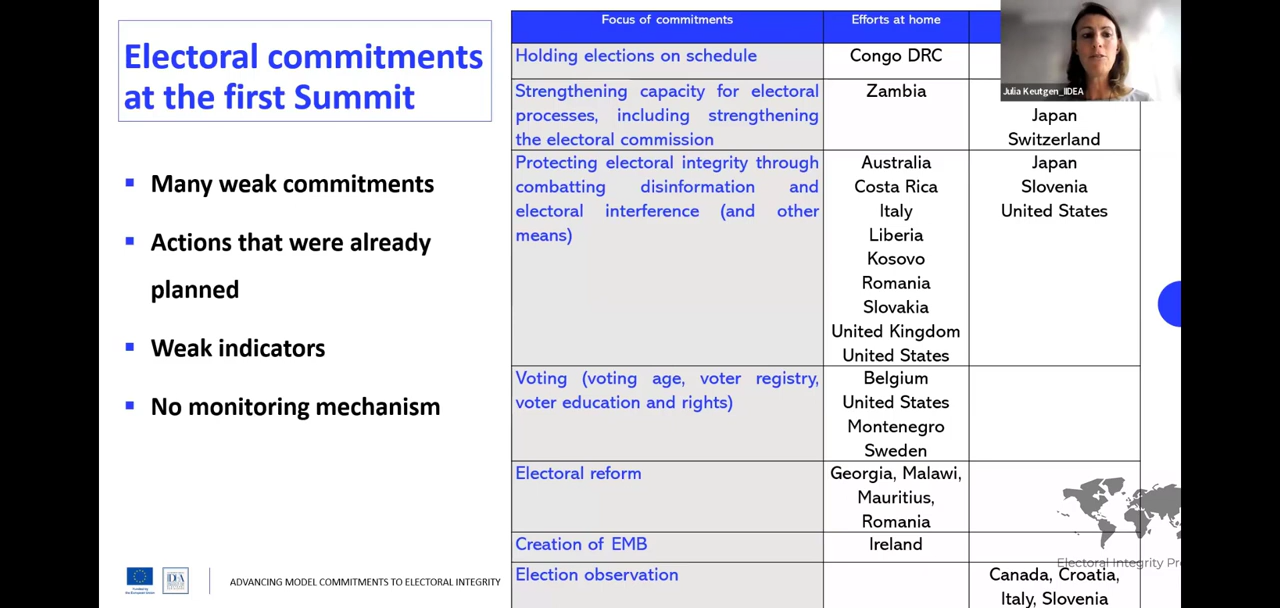 Electoral commitments
at the first Summit
Many weak commitments
Actions that were already
planned
Weak indicators
No monitoring mechanism
ADVANCING MODEL COMMITMENTS TO ELECTORAL INTEGRITY
Focus of commitments
Efforts at home
Holding elections on schedule
Congo DRC
Strengthening capacity for electoral
processes, including strengthening
the electoral commission
Zambia
Japan
Switzerland
Protecting electoral integrity through
combatting disinformation and
electoral interference (and other
means)
Australia
Costa Rica
Italy
Liberia
Kosovo
Romania
Slovakia
United Kingdom
United States
Japan
Slovenia
United States
Voting (voting age, voter registry,
voter education and rights)
Belgium
United States
Montenegro
Sweden
Electoral reform
Georgia, Malawi,
Mauritius,
Romania
Creation of EMB
Ireland
Election observation
Canada, Croatia,
Italy, Slovenia
Julia Keutgen_IIDEA
Electoral Integrity Pr